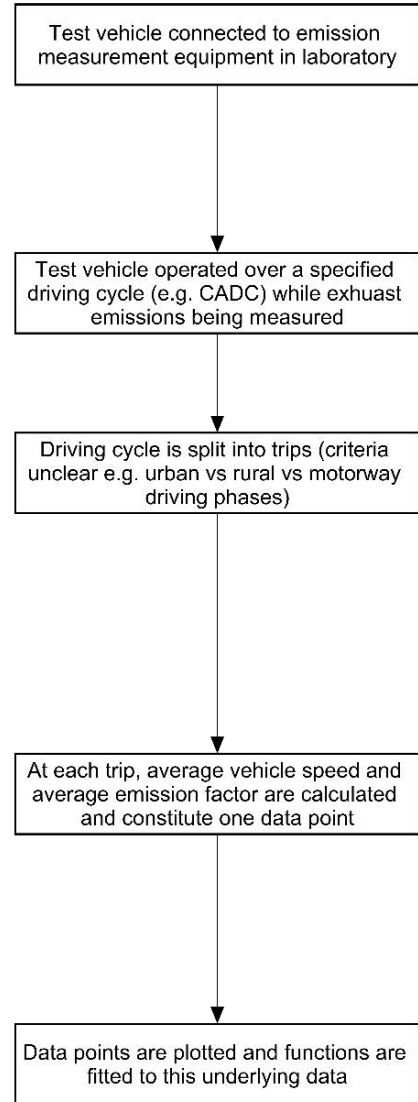 Test vehicle connected to emission
measurement equipment in laboratory
Test vehicle operated over a specified
driving cycle (e.g. CADC) while exhuast
emissions being measured
Driving cycle is split into trips (criteria
unclear e.g. urban vs rural vs motorway
driving phases)
At each trip, average vehicle speed and
average emission factor are calculated
and constitute one data point
Data points are plotted and functions are
fitted to this underlying data